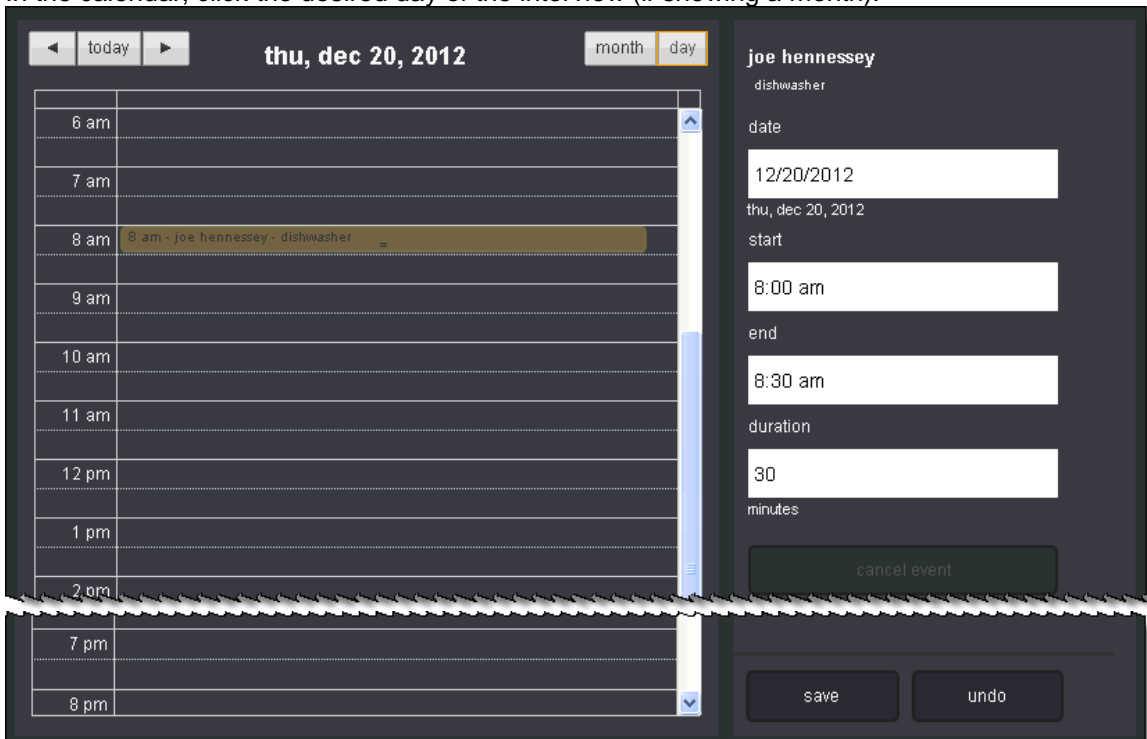 In the calendar, click the desired day of the interview (if showing a month).
today
thu, dec 20, 2012
month day
6 am
7 am
8 am 8 am - joe hennessey - dishwasher
9 am
10 am
11 am
12 pm
1 pm
2 pm
7 pm
8 pm
joe hennessey
dishwasher
date
12/20/2012
thu, dec 20, 2012
start
8:00 am
end
8:30 am
duration
30
minutes
cancel event
save undo